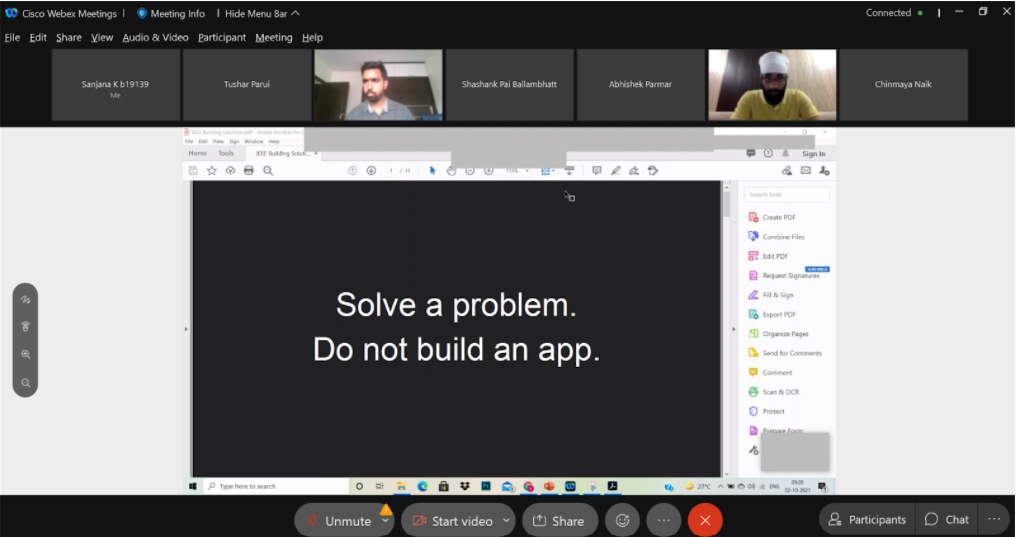 Cisco Webex Meetings
Meeting Info
Hide Menu Bar
Connected
File Edit Share View Audio & Video Participant Meeting Help
Sanjana K b19139
Me
Tushar Parui
Shashank Pai Ballambhatt
Abhishek Parmar
Chinmaya Naik
IEEE Building Solutions.pdf - Adobe Acrobat Pro
File Edit View Sign Window Help
Home Tools IEEE Building Soluti... ×
Sign In
1 / 11
Search tools
Create PDF
Combine Files
Edit PDF
Request Signatures
Fill & Sign
Export PDF
Organize Pages
Send for Comments
Comment
Scan & OCR
Protect
Prepare Form
Solve a problem.
Do not build an app.
Type here to search
27°C
ENG
02-10-2021
Unmute
Start video
Share
Participants
Chat